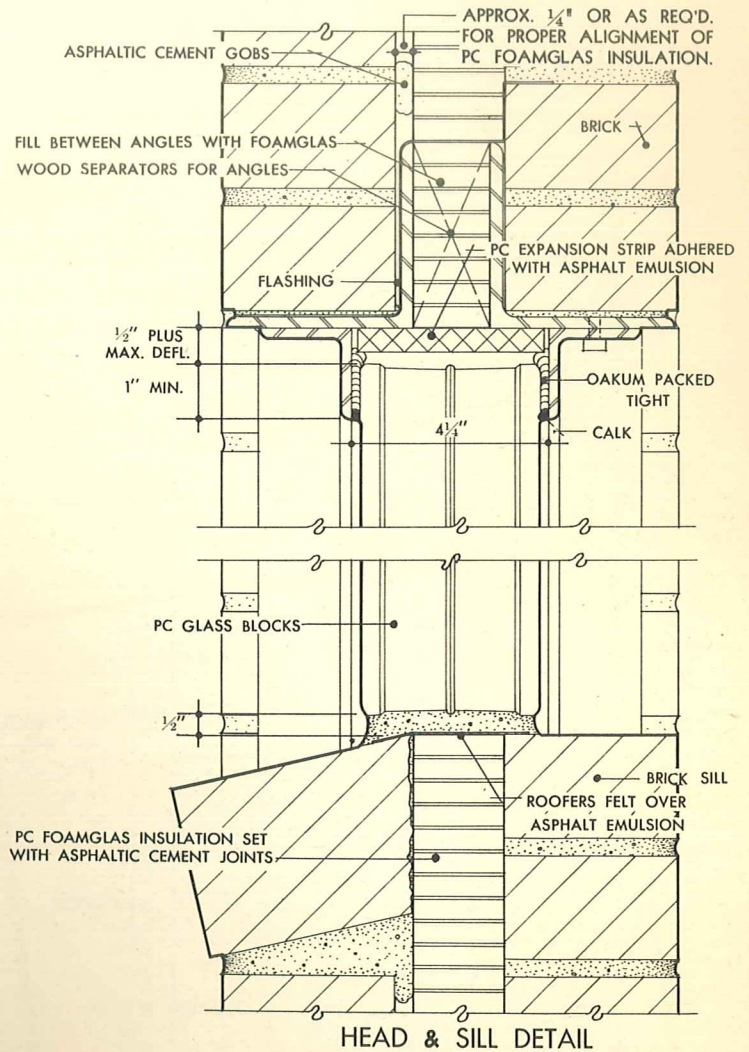 APPROX. ¼" OR AS REQ'D.
FOR PROPER ALIGNMENT OF
PC FOAMGLAS INSULATION.
ASPHALTIC CEMENT GOBS
BRICK
FILL BETWEEN ANGLES WITH FOAMGLAS
WOOD SEPARATORS FOR ANGLES
PC EXPANSION STRIP ADHERED
WITH ASPHALT EMULSION
FLASHING
½" PLUS
MAX. DEFL.
1" MIN.
OAKUM PACKED
TIGHT
CALK
4¼"
PC GLASS BLOCKS
½"
BRICK SILL
ROOFERS FELT OVER
ASPHALT EMULSION
PC FOAMGLAS INSULATION SET
WITH ASPHALTIC CEMENT JOINTS
HEAD & SILL DETAIL